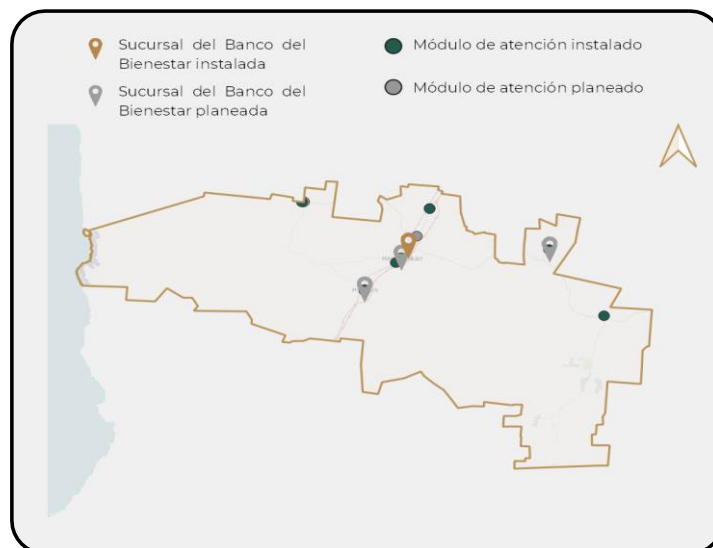 Sucursal del Banco del
Bienestar instalada
Sucursal del Banco del
Bienestar planeada
Módulo de atención instalado
Módulo de atención planeado